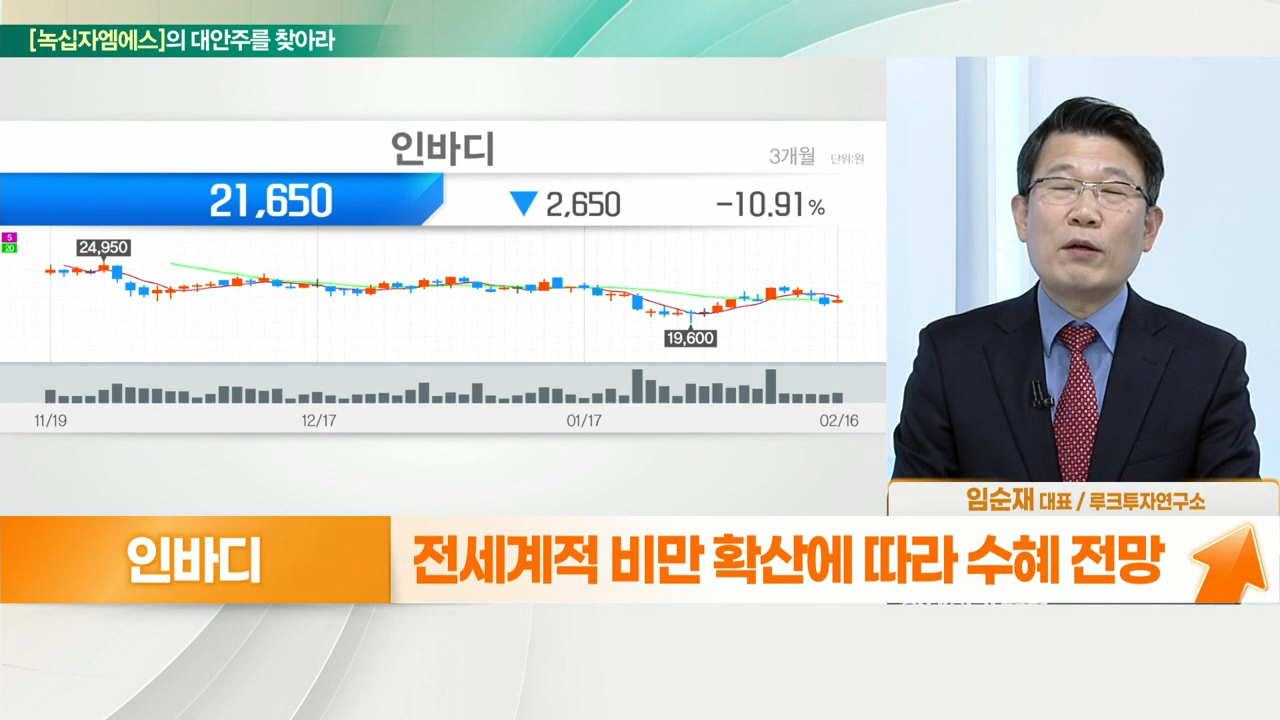 [녹십자엠에스]의 대안주를 찾아라
인바디
3개월 단위:원
21,650 ▼2,650 -10.91%
5
20
24,950
19,600
11/19 12/17 01/17 02/16
임순재 대표 / 루크투자연구소
인바디 전세계적 비만 확산에 따라 수혜 전망